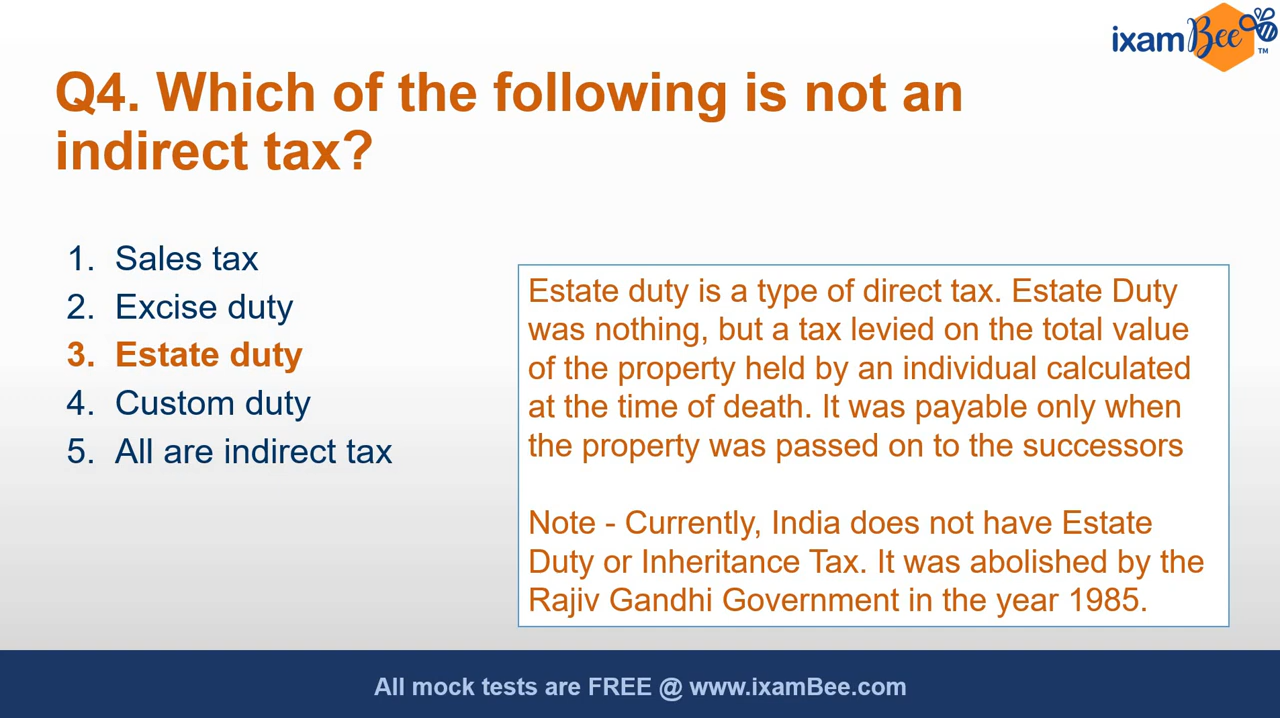 ixamBee™
Q4. Which of the following is not an
indirect tax?
1. Sales tax
2. Excise duty
3. Estate duty
4. Custom duty
5. All are indirect tax
Estate duty is a type of direct tax. Estate Duty
was nothing, but a tax levied on the total value
of the property held by an individual calculated
at the time of death. It was payable only when
the property was passed on to the successors
Note - Currently, India does not have Estate
Duty or Inheritance Tax. It was abolished by the
Rajiv Gandhi Government in the year 1985.
All mock tests are FREE @ www.ixamBee.com